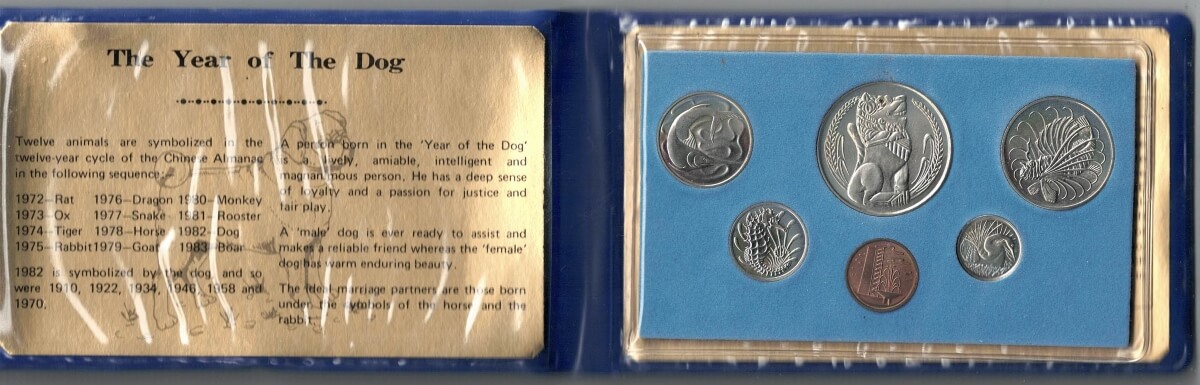 The Year of The Dog
Twelve animals are symbolized in the
twelve-year cycle of the Chinese Almanac
in the following sequence:
1972—Rat 1976—Dragon 1980—Monkey
1973—Ox 1977—Snake 1981—Rooster
1974—Tiger 1978—Horse 1982—Dog
1975—Rabbit 1979—Goat 1983—Boar
1982 is symbolized by the dog and so
were 1910, 1922, 1934, 1946, 1958 and
1970.
A person born in the 'Year of the Dog'
is a lively, amiable, intelligent and
magnanimous person. He has a deep sense
of loyalty and a passion for justice and
fair play.
A 'male' dog is ever ready to assist and
makes a reliable friend whereas the 'female'
dog has warm enduring beauty.
The ideal marriage partners are those born
under the symbols of the horse and the
rabbit.